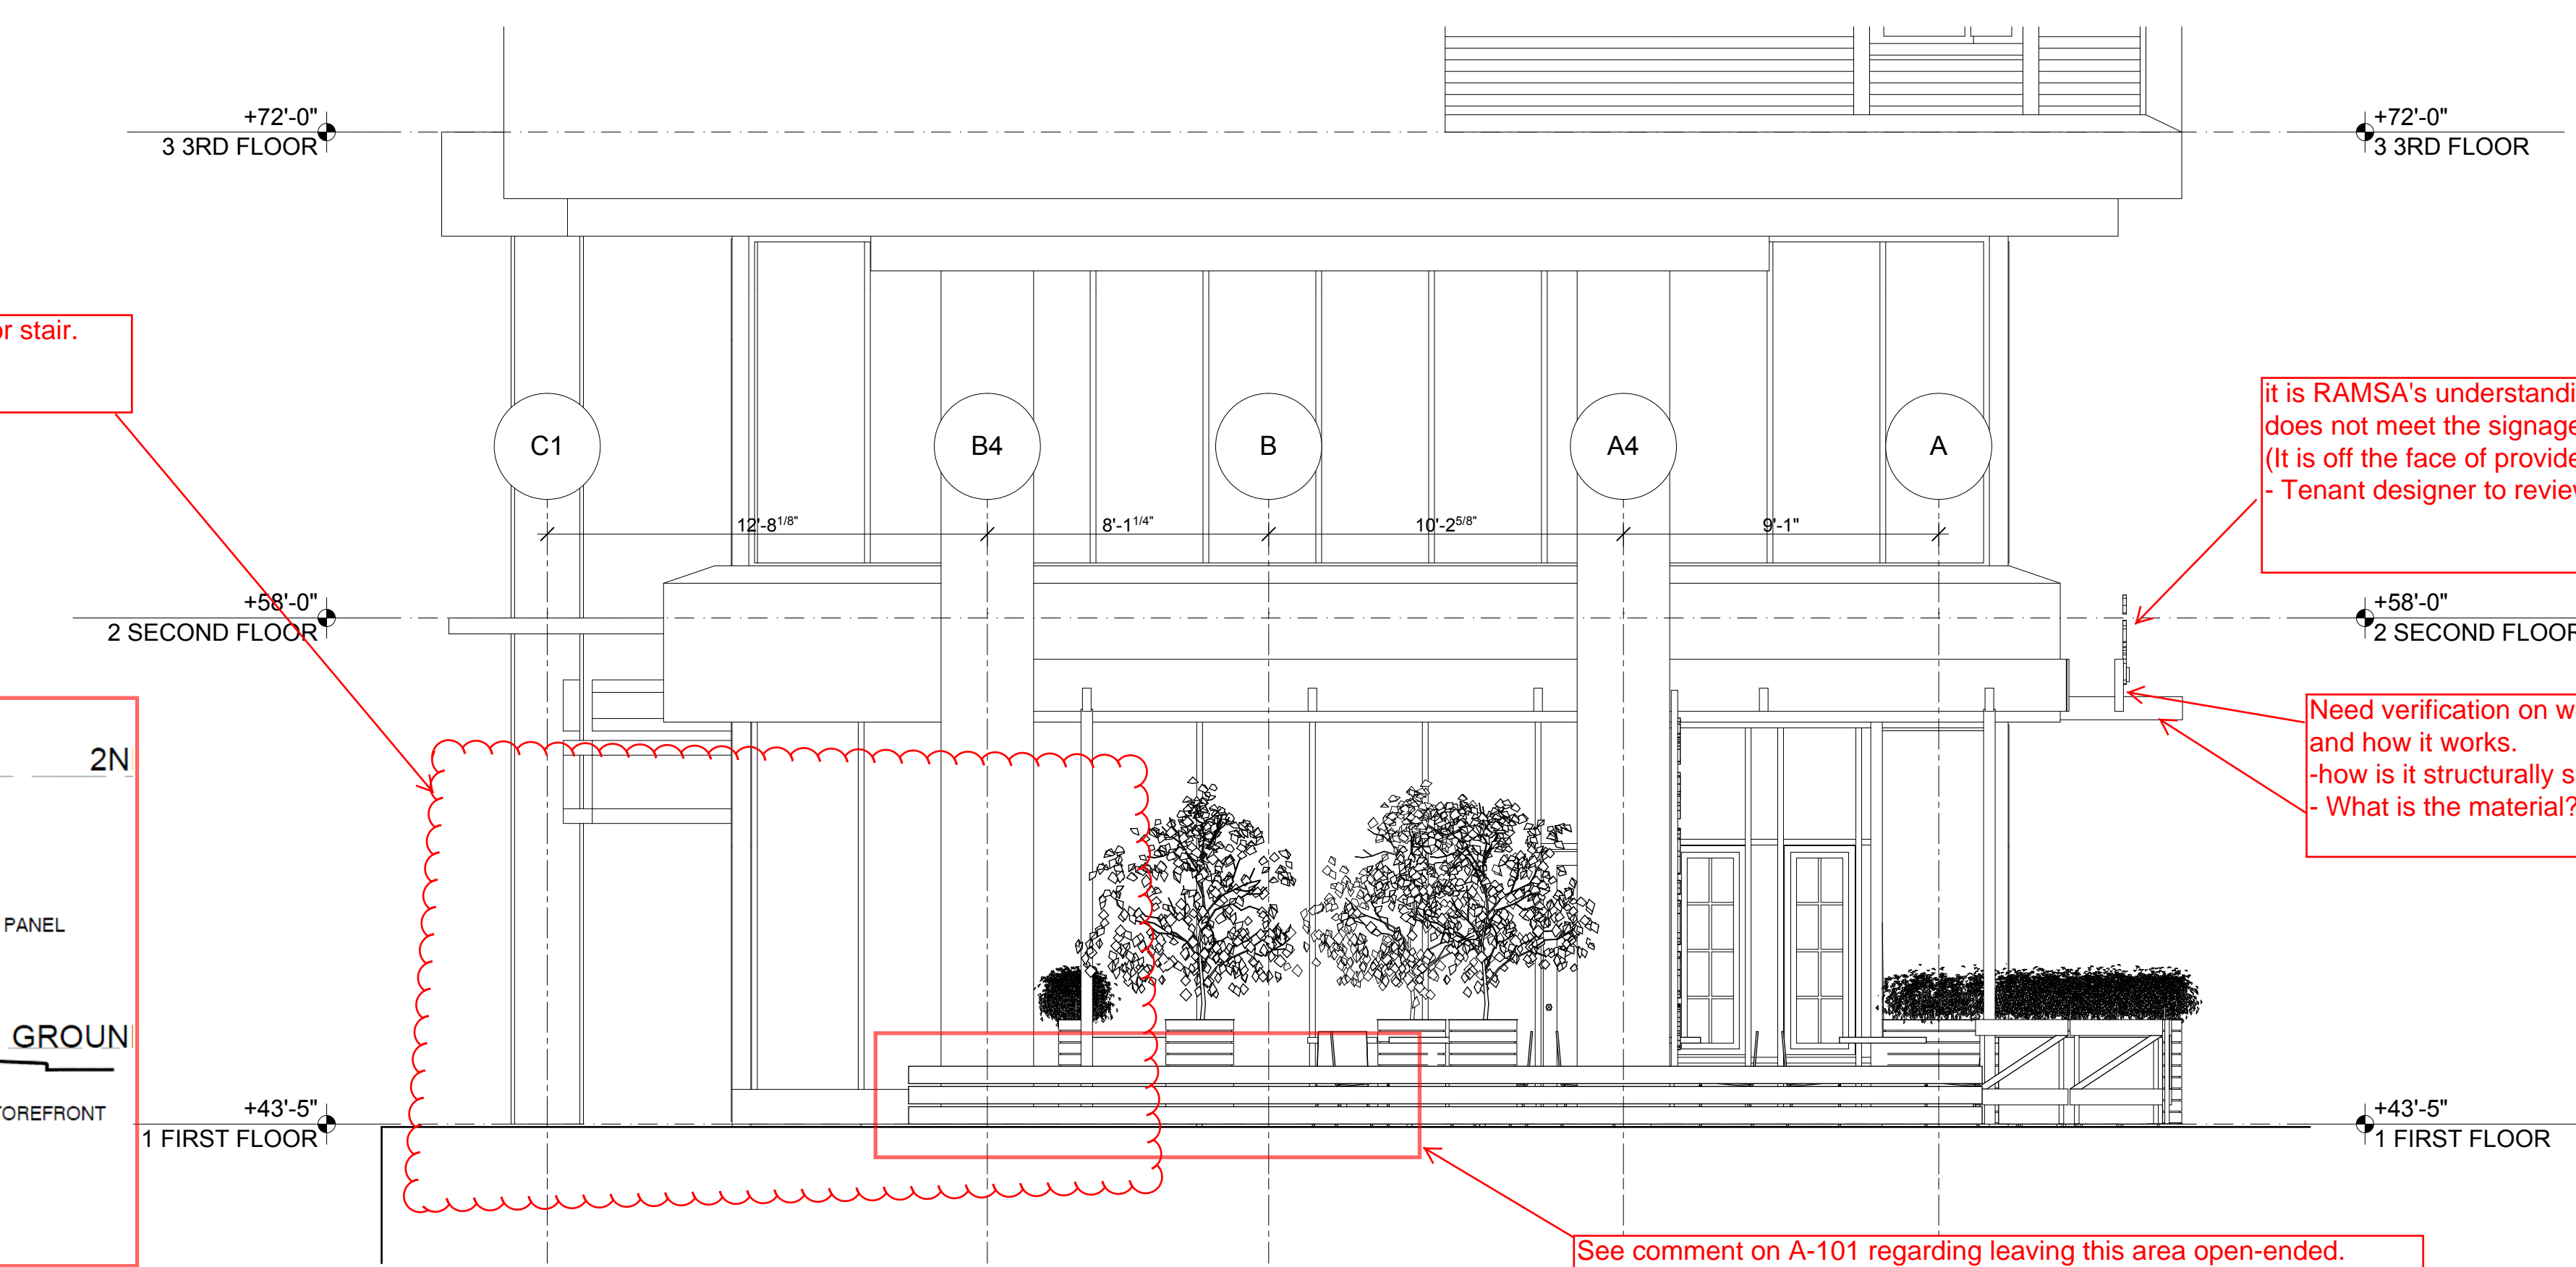 +72'-0"
3 3RD FLOOR
+72'-0"
3 3RD FLOOR
or stair.
it is RAMSA's
does not meet the
(It is off the face of
- Tenant designer to
C1
B4
B
A4
A
12'-8 1/8"
8'-1 1/4"
10'-2 5/8"
9'-1"
+58'-0"
2 SECOND FLOOR
+58'-0"
2 SECOND FLOOR
Need verification on
and how it works.
-how is it structurally
- What is the material?
2N
PANEL
GROUN
OREFRONT
+43'-5"
1 FIRST FLOOR
+43'-5"
1 FIRST FLOOR
See comment on A-101 regarding leaving this area open-ended.